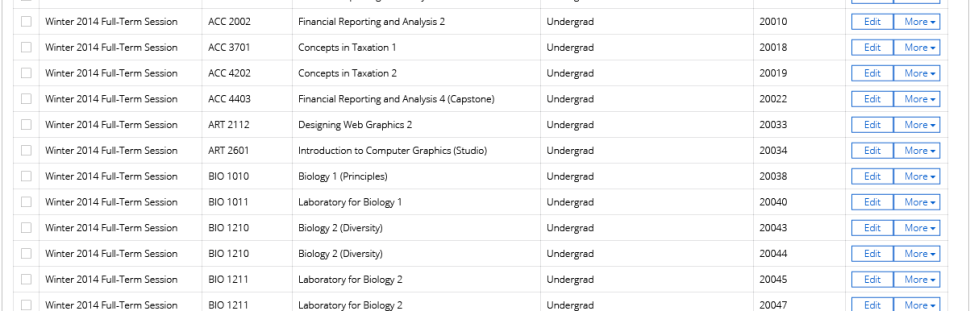 Winter 2014 Full-Term Session ACC 2002 Financial Reporting and Analysis 2 Undergrad 20010 Edit More
Winter 2014 Full-Term Session ACC 3701 Concepts in Taxation 1 Undergrad 20018 Edit More
Winter 2014 Full-Term Session ACC 4202 Concepts in Taxation 2 Undergrad 20019 Edit More
Winter 2014 Full-Term Session ACC 4403 Financial Reporting and Analysis 4 (Capstone) Undergrad 20022 Edit More
Winter 2014 Full-Term Session ART 2112 Designing Web Graphics 2 Undergrad 20033 Edit More
Winter 2014 Full-Term Session ART 2601 Introduction to Computer Graphics (Studio) Undergrad 20034 Edit More
Winter 2014 Full-Term Session BIO 1010 Biology 1 (Principles) Undergrad 20038 Edit More
Winter 2014 Full-Term Session BIO 1011 Laboratory for Biology 1 Undergrad 20040 Edit More
Winter 2014 Full-Term Session BIO 1210 Biology 2 (Diversity) Undergrad 20043 Edit More
Winter 2014 Full-Term Session BIO 1210 Biology 2 (Diversity) Undergrad 20044 Edit More
Winter 2014 Full-Term Session BIO 1211 Laboratory for Biology 2 Undergrad 20045 Edit More
Winter 2014 Full-Term Session BIO 1211 Laboratory for Biology 2 Undergrad 20047 Edit More